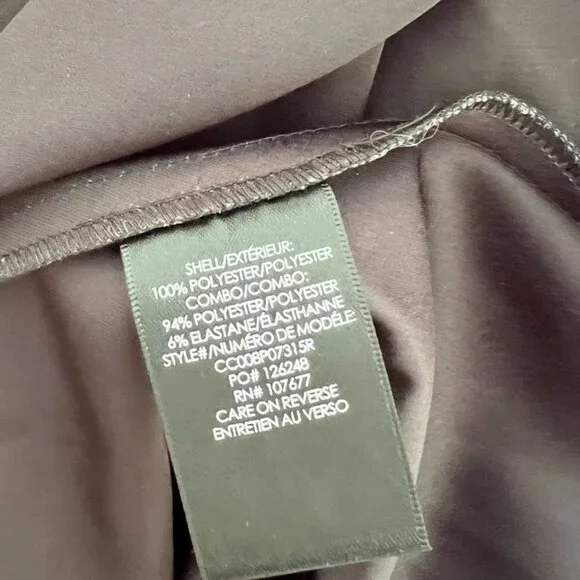 SHELL/EXTÉRIEUR:
100% POLYESTER/POLYESTER
COMBO/COMBO:
94% POLYESTER/POLYESTER
6% ELASTANE/ÉLASTHANNE
STYLE#/NUMÉRO DE MODÈLE:
CC008P07315R
PO# 126248
RN# 107677
CARE ON REVERSE
ENTRETIEN AU VERSO